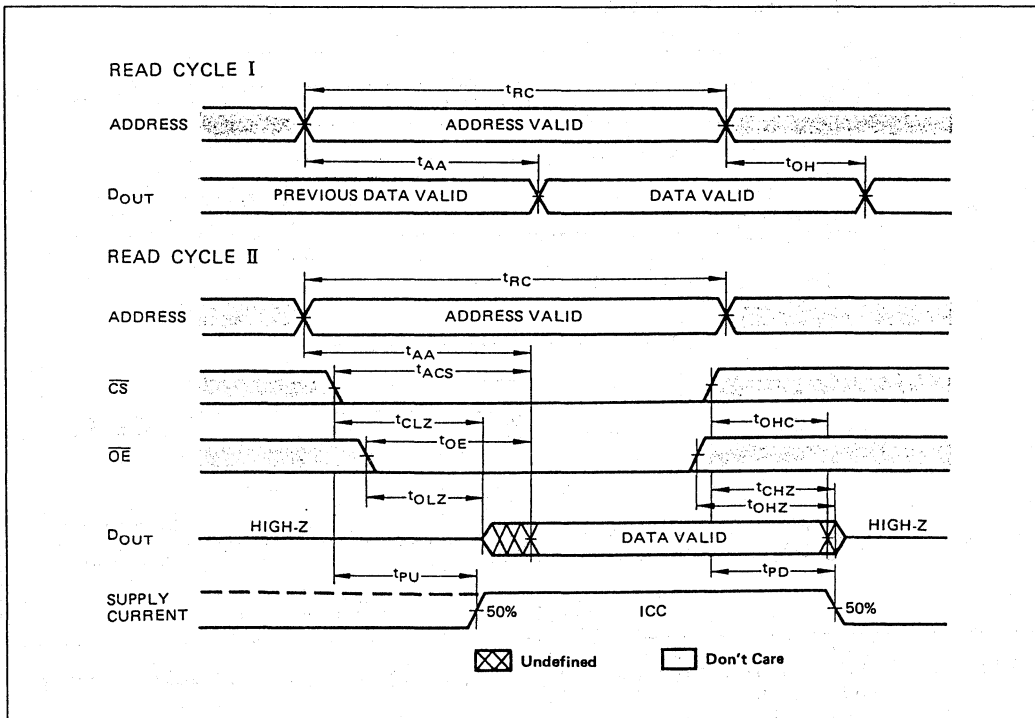 READ CYCLE I
tRC
ADDRESS
ADDRESS VALID
tAA
tOH
DOUT
PREVIOUS DATA VALID
DATA VALID
READ CYCLE II
tRC
ADDRESS
ADDRESS VALID
tAA
tACS
CS
tCLZ
tOHC
tOE
OE
tCHZ
tOLZ
tOHZ
DOUT
HIGH-Z
DATA VALID
HIGH-Z
tPU
tPD
SUPPLY CURRENT
50%
ICC
50%
Undefined
Don't Care